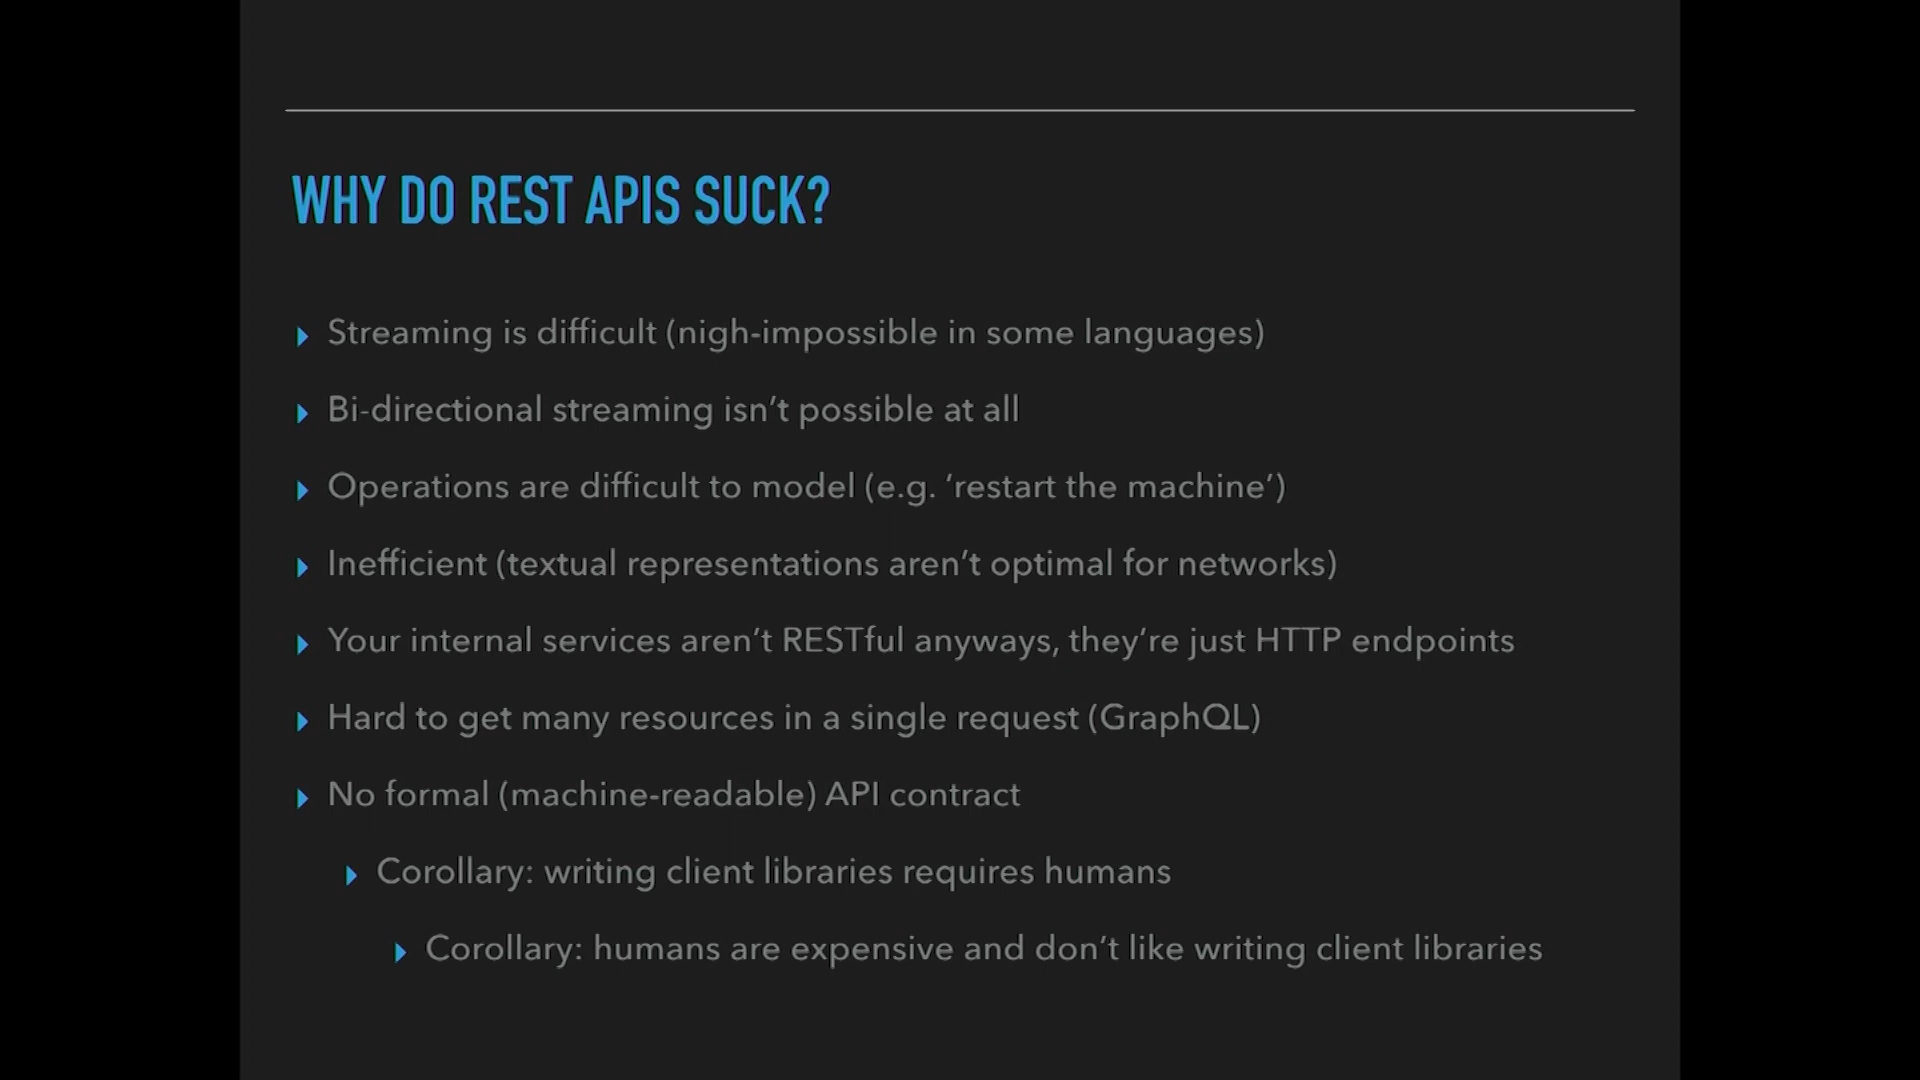 WHY DO REST APIS SUCK?
Streaming is difficult (nigh-impossible in some languages)
Bi-directional streaming isn’t possible at all
Operations are difficult to model (e.g. ‘restart the machine’)
Inefficient (textual representations aren’t optimal for networks)
Your internal services aren’t RESTful anyways, they’re just HTTP endpoints
Hard to get many resources in a single request (GraphQL)
No formal (machine-readable) API contract
Corollary: writing client libraries requires humans
Corollary: humans are expensive and don’t like writing client libraries